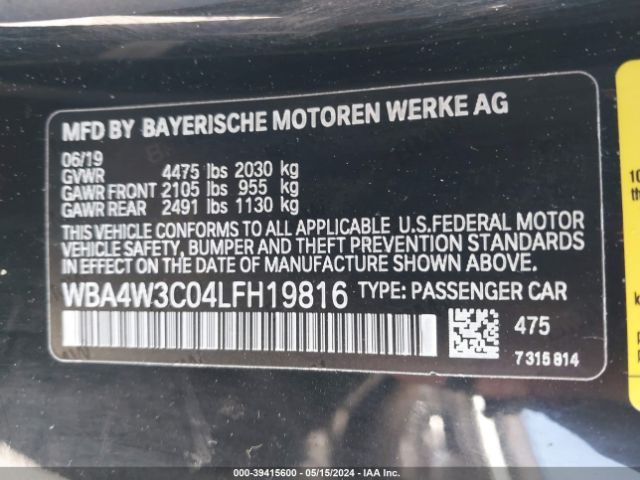 MFD BY BAYERISCHE MOTOREN WERKE AG
06/19
GVWR 4475 lbs 2030 kg
GAWR FRONT 2105 lbs 955 kg
GAWR REAR 2491 lbs 1130 kg
THIS VEHICLE CONFORMS TO ALL APPLICABLE U.S.FEDERAL MOTOR
VEHICLE SAFETY, BUMPER AND THEFT PREVENTION STANDARDS
IN EFFECT ON THE DATE OF MANUFACTURE SHOWN ABOVE.
WBA4W3C04LFH19816 TYPE: PASSENGER CAR
475
7315814
000-39415600 - 05/15/2024 - IAA Inc.